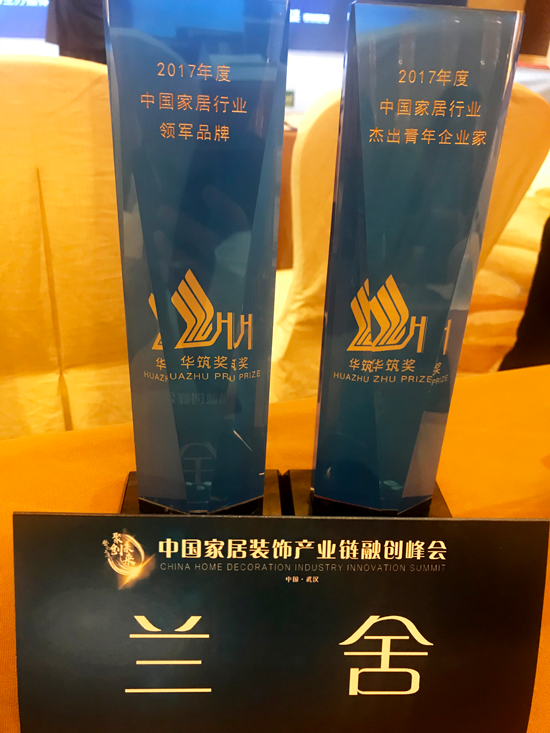 2017年度
中国家居行业
领军品牌
华筑奖
HUAZHU PRIZE
2017年度
中国家居行业
杰出青年企业家
华筑奖
HUAZHU PRIZE
中国家居装饰产业链融创峰会
CHINA HOME DECORATION INDUSTRY INNOVATION SUMMIT
中国·武汉
兰舍